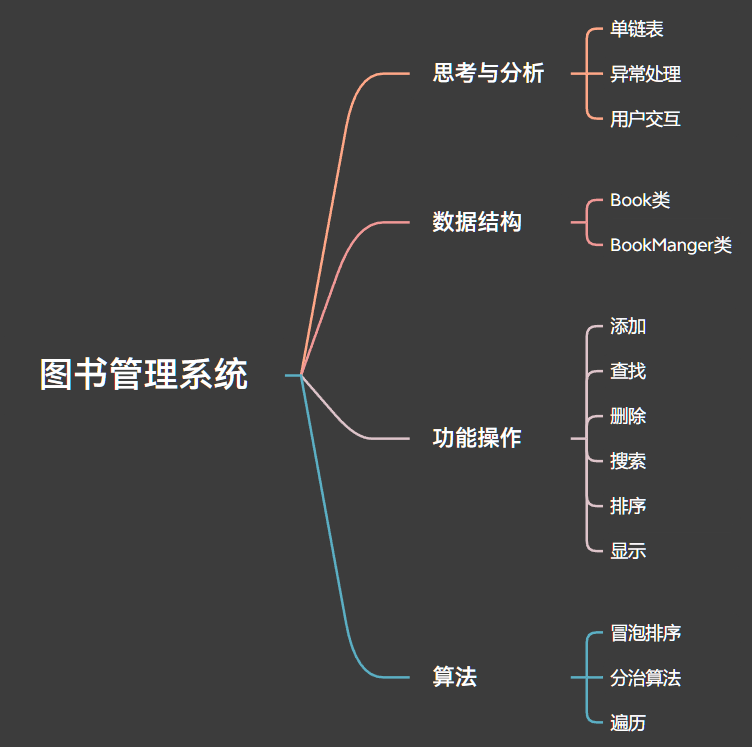 图书管理系统
思考与分析
单链表
异常处理
用户交互
数据结构
Book类
BookManger类
功能操作
添加
查找
删除
搜索
排序
显示
算法
冒泡排序
分治算法
遍历